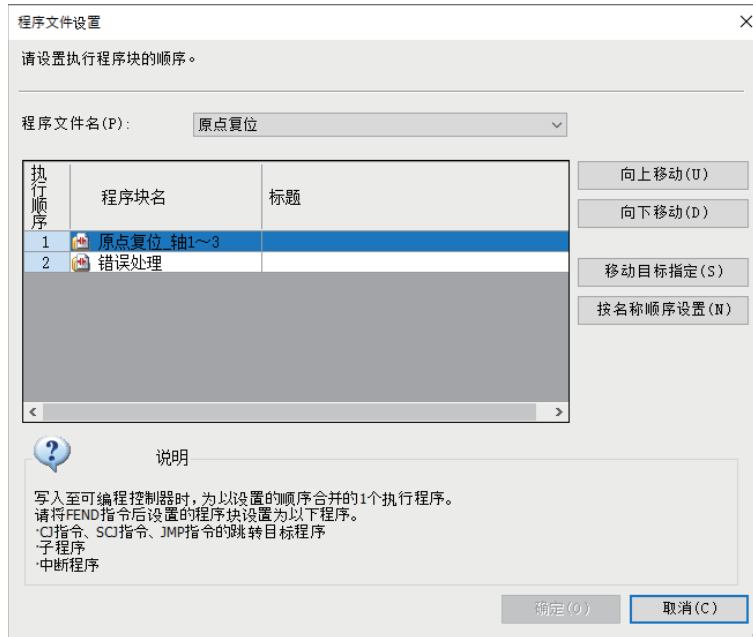 程序文件设置
请设置执行程序块的顺序。
程序文件名(P): 原点复位
执行顺序 程序块名 标题
向上移动(U)
向下移动(D)
1 原点复位_轴1～3
2 错误处理
移动目标指定(S)
按名称顺序设置(N)
说明
写入至可编程控制器时，为以设置的顺序合并的1个执行程序。
请将FEND指令后设置的程序块设置为以下程序。
·CJ指令、SCJ指令、JMP指令的跳转目标程序
·子程序
·中断程序
确定(O) 取消(C)